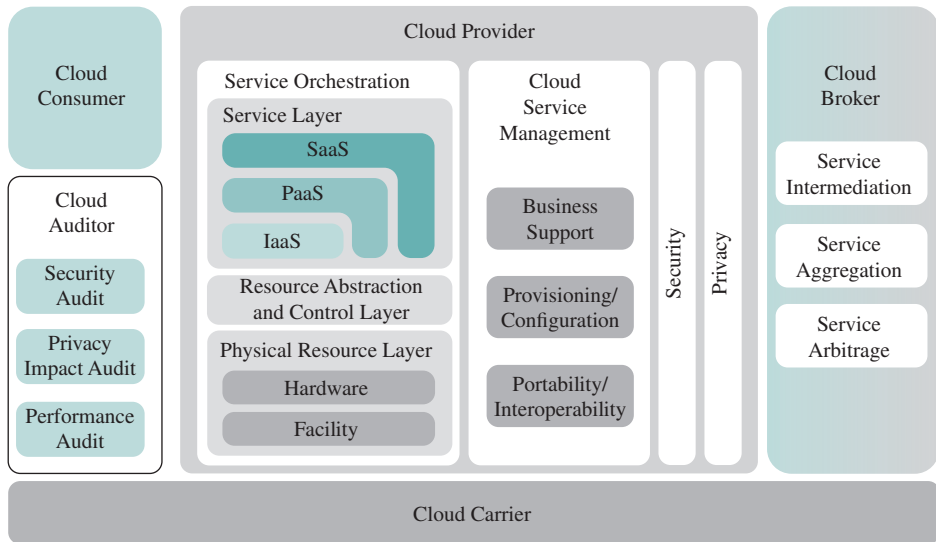 Cloud
Consumer
Cloud
Auditor
Security
Audit
Privacy
Impact Audit
Performance
Audit
Cloud Provider
Service Orchestration
Service Layer
SaaS
PaaS
IaaS
Resource Abstraction
and Control Layer
Physical Resource Layer
Hardware
Facility
Cloud
Service
Management
Business
Support
Provisioning/
Configuration
Portability/
Interoperability
Security
Privacy
Cloud
Broker
Service
Intermediation
Service
Aggregation
Service
Arbitrage
Cloud Carrier